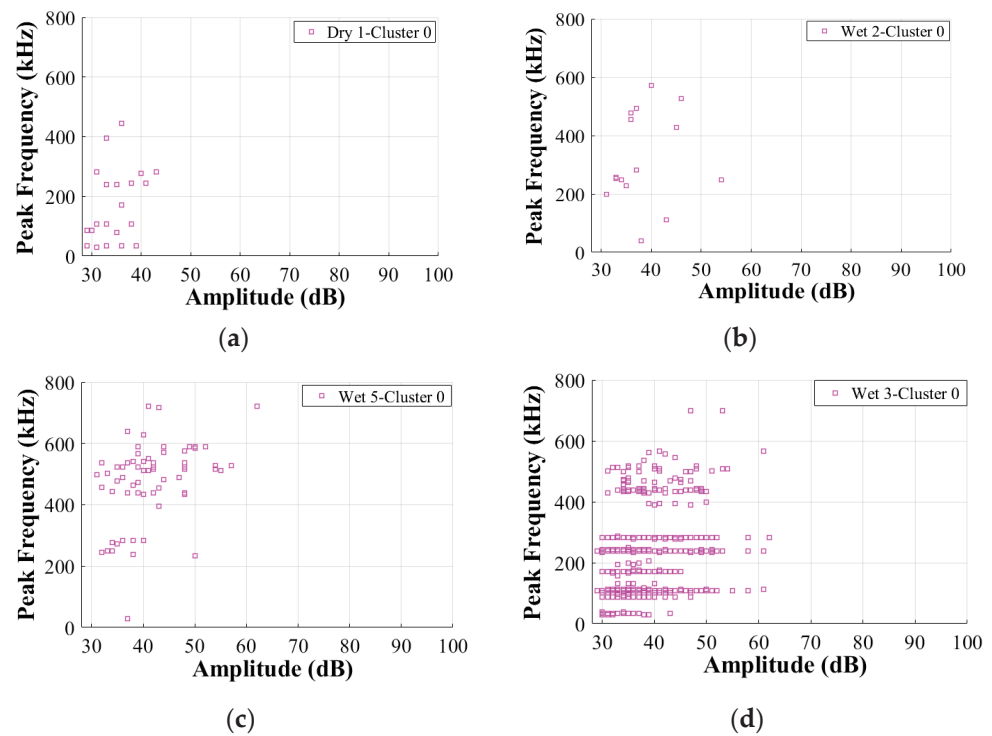 800
600
400
200
0
Peak Frequency (kHz)
Dry 1-Cluster 0
30 40 50 60 70 80 90 100
Amplitude (dB)
(a)
800
600
400
200
0
Peak Frequency (kHz)
Wet 2-Cluster 0
30 40 50 60 70 80 90 100
Amplitude (dB)
(b)
800
600
400
200
0
Peak Frequency (kHz)
Wet 5-Cluster 0
30 40 50 60 70 80 90 100
Amplitude (dB)
(c)
800
600
400
200
0
Peak Frequency (kHz)
Wet 3-Cluster 0
30 40 50 60 70 80 90 100
Amplitude (dB)
(d)